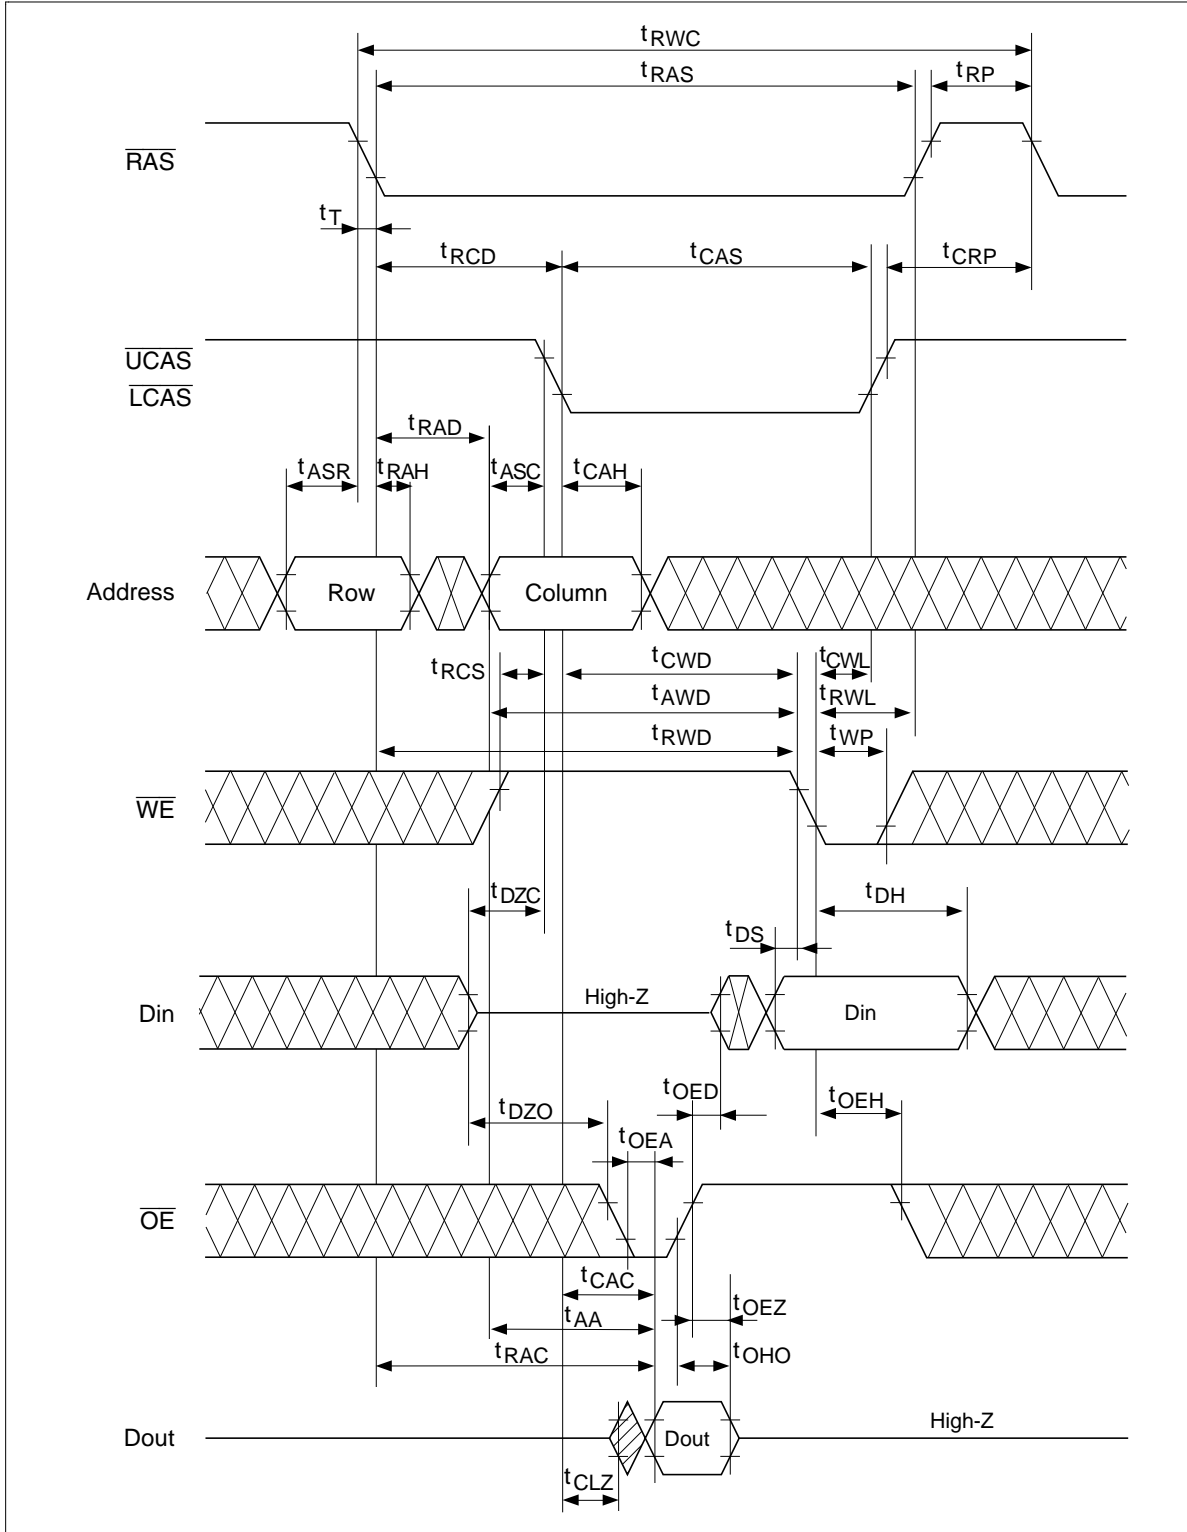 tRWC
tRAS tRP
RAS
tT
tRCD tCAS tCRP
UCAS
LCAS
tRAD
tASR tRAH tASC tCAH
Address Row Column
tRCS tCWD tCWL
tAWD tRWL
tRWD tWP
WE
tDZC tDH
tDS
Din High-Z Din
tDZO tOED tOEH
tOEA
OE
tCAC
tAA tOEZ
tRAC tOHO
Dout Dout High-Z
tCLZ